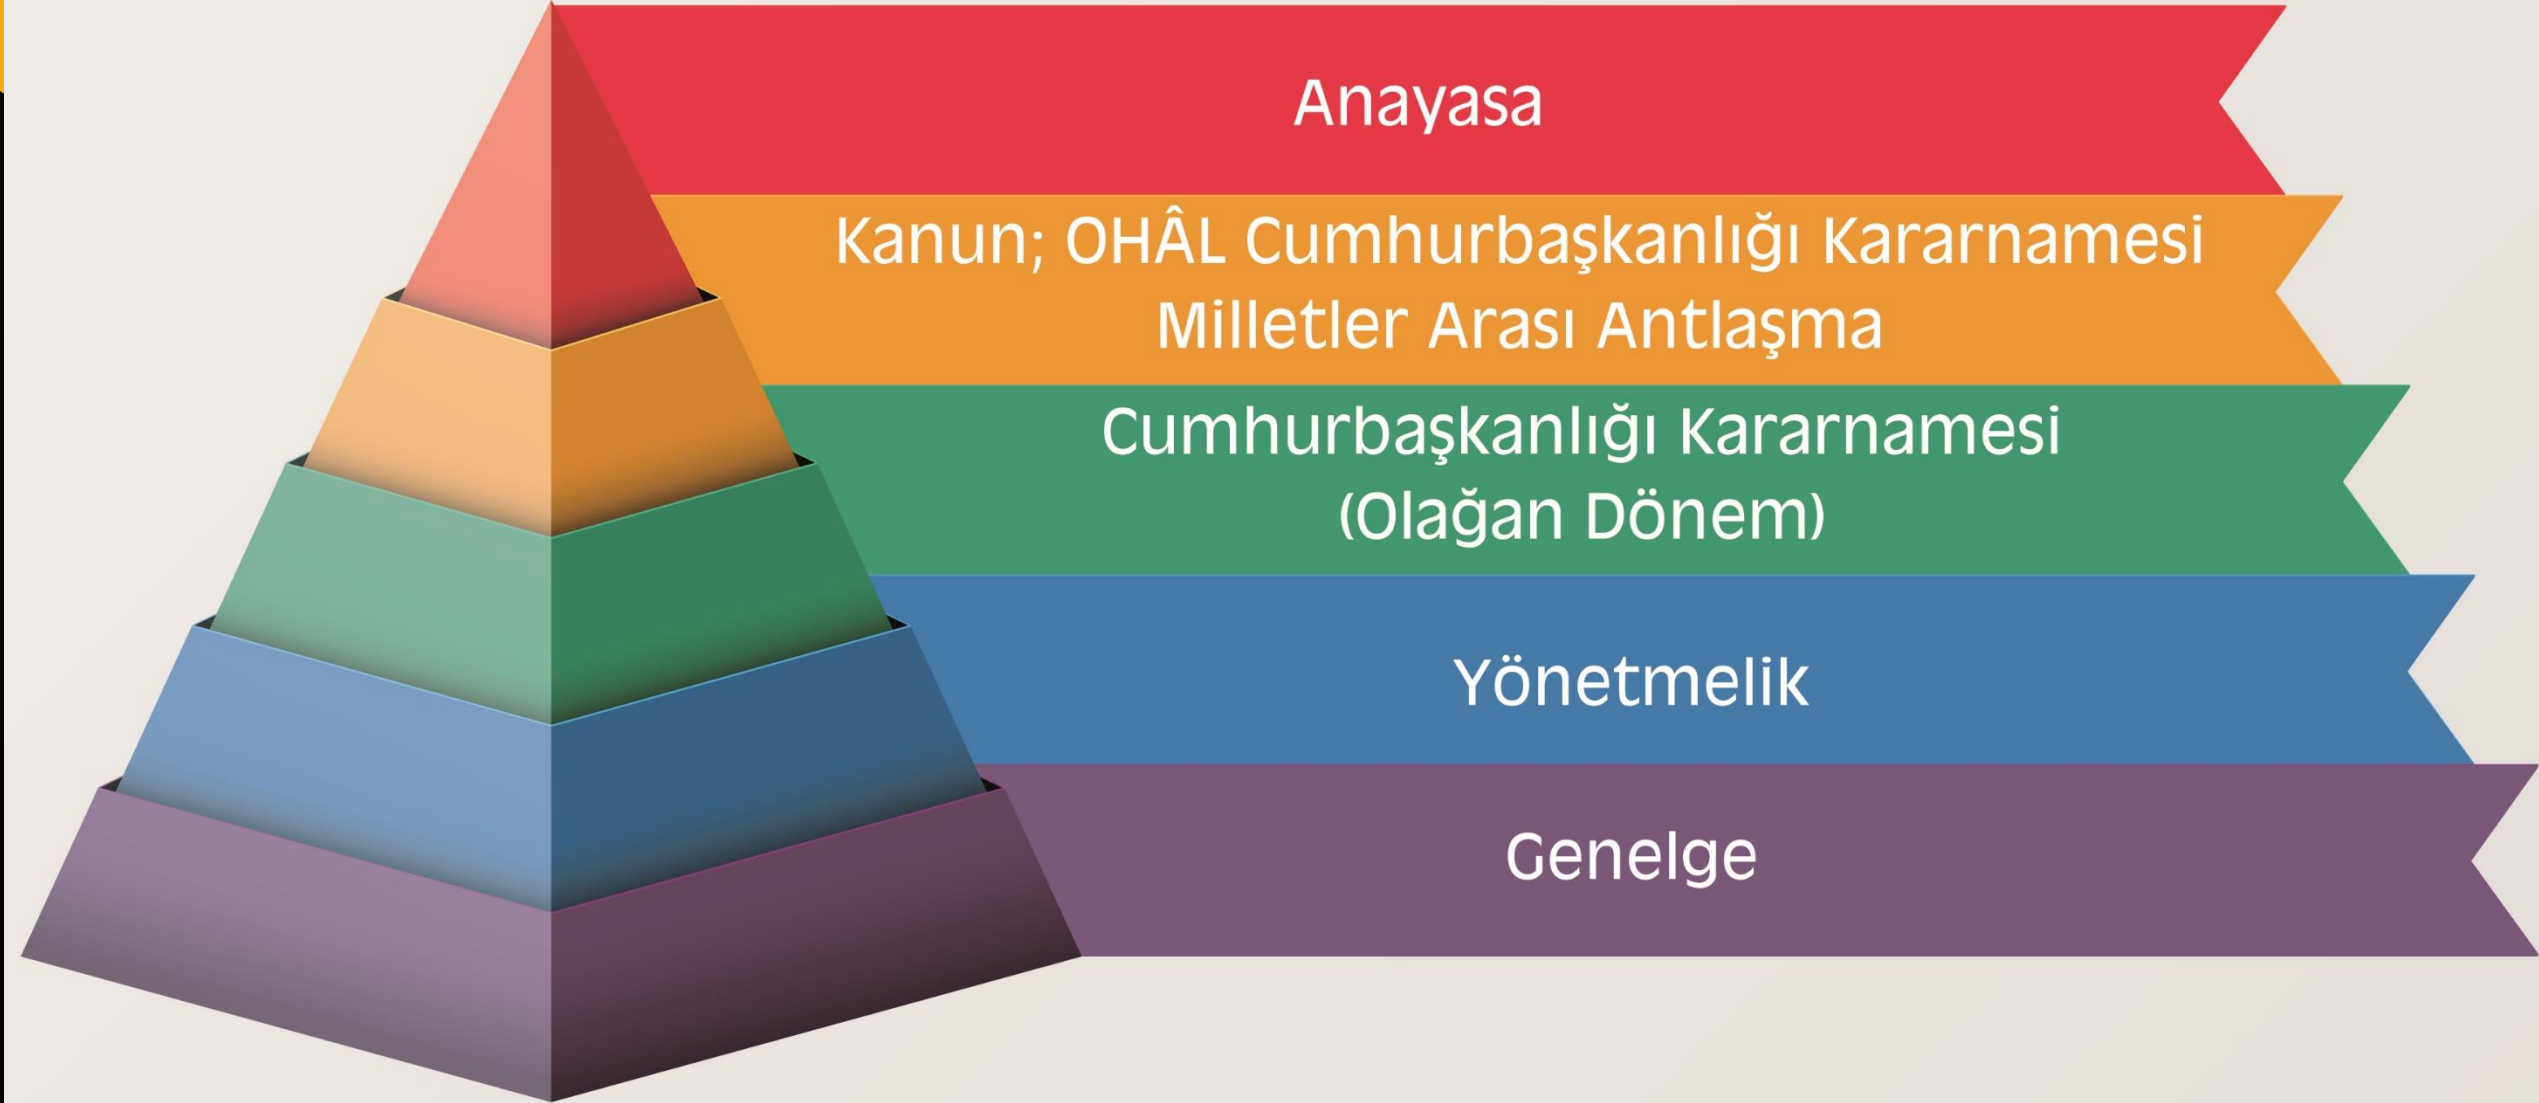 Anayasa
Kanun; OHÂL Cumhurbaşkanlığı Kararnamesi
Milletler Arası Antlaşma
Cumhurbaşkanlığı Kararnamesi
(Olağan Dönem)
Yönetmelik
Genelge